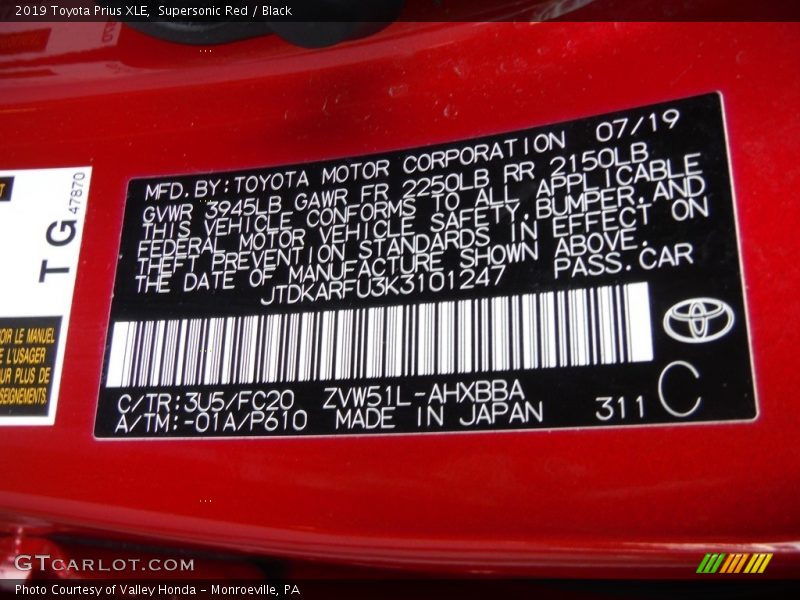 2019 Toyota Prius XLE, Supersonic Red / Black
MFD. BY: TOYOTA MOTOR CORPORATION 07/19
GVWR 3945LB GAWR FR 2250LB RR 2150LB
THIS VEHICLE CONFORMS TO ALL APPLICABLE
FEDERAL MOTOR VEHICLE SAFETY, BUMPER, AND
THEFT PREVENTION STANDARDS IN EFFECT ON
THE DATE OF MANUFACTURE SHOWN ABOVE.
JTDKARFU3K3101247 PASS. CAR
C/TR: 3U5/FC20 ZVW51L-AHXBBA
A/TM: -01A/P610 MADE IN JAPAN 311 C
TG
47870
OIR LE MANUEL
E L'USAGER
UR PLUS DE
SEIGNEMENTS.
GTCARLOT.COM
Photo Courtesy of Valley Honda - Monroeville, PA